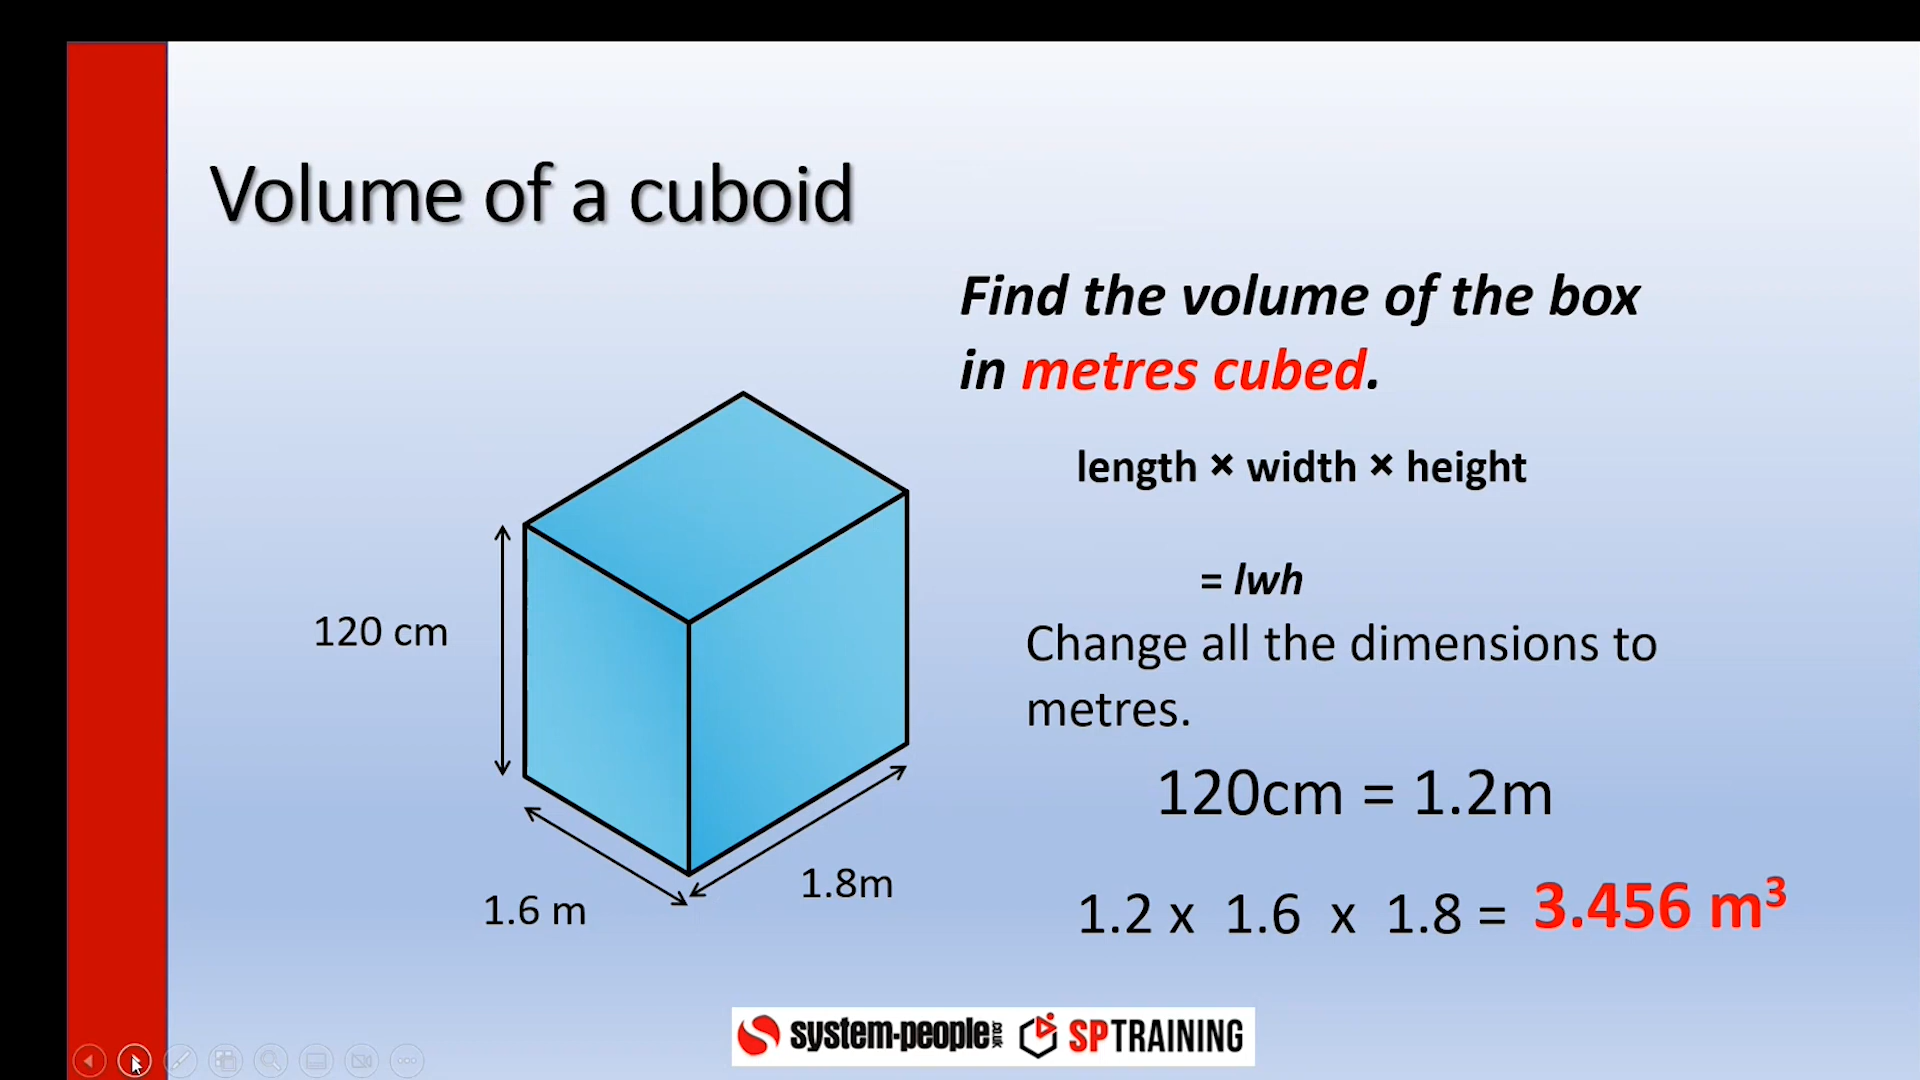 Volume of a cuboid
Find the volume of the box
in metres cubed.
length × width × height
= lwh
Change all the dimensions to
metres.
120cm = 1.2m
1.2 x 1.6 x 1.8 = 3.456 m³
120 cm
1.6 m
1.8m
system-people.co.uk SPTRAINING